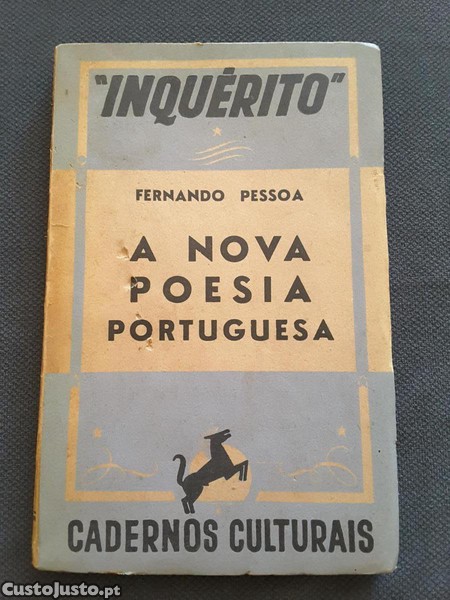 "INQUÉRITO"
FERNANDO PESSOA
A NOVA
POESIA
PORTUGUESA
CADERNOS CULTURAIS
CustoJusto.pt